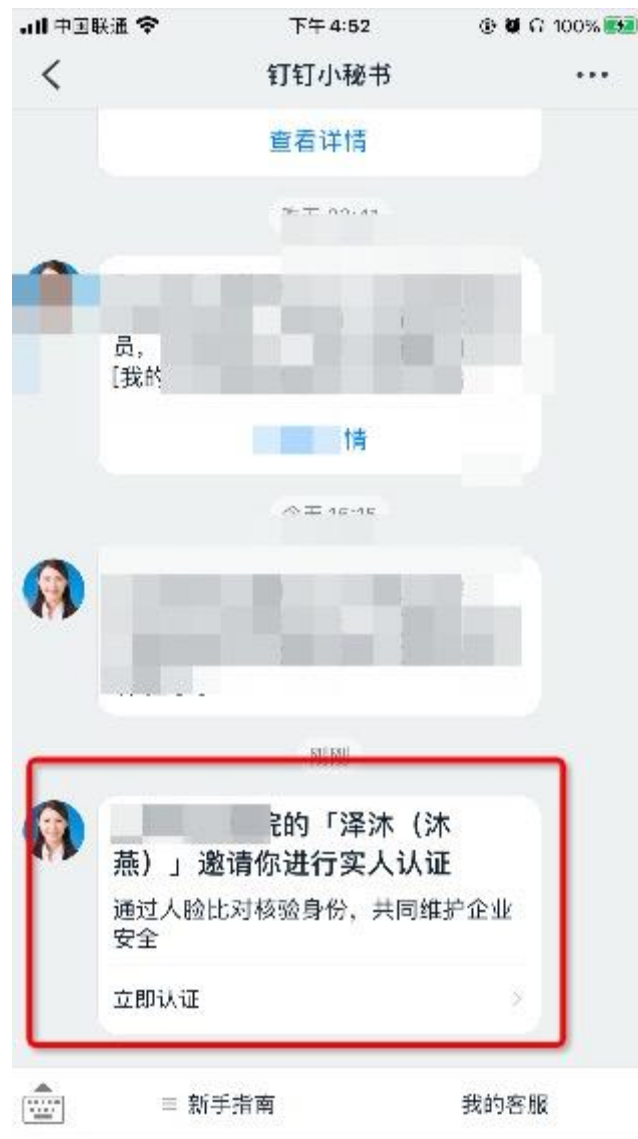 中国联通
下午 4:52
100%
钉钉小秘书
查看详情
员，
[我的
情
刚刚
的「泽沐（沐
燕）」邀请你进行实人认证
通过人脸比对核验身份，共同维护企业
安全
立即认证
新手指南
我的客服